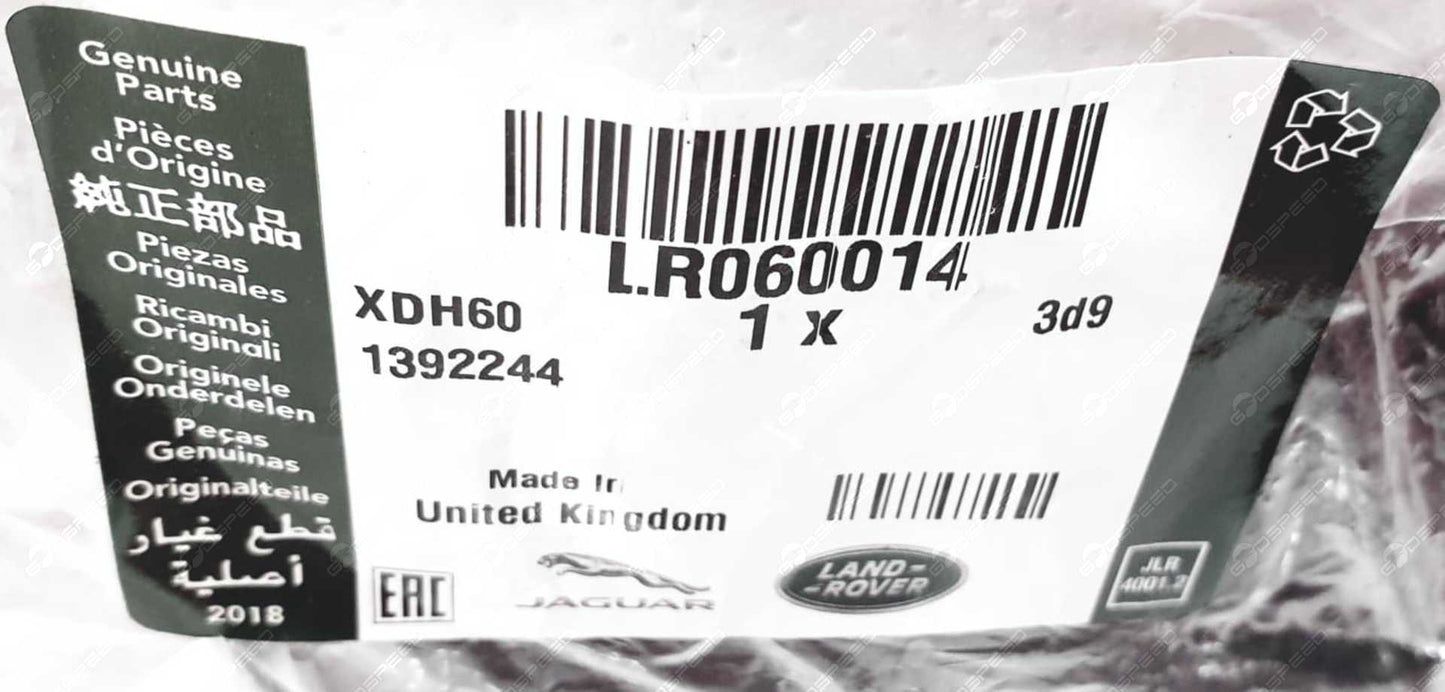 Genuine
Parts
Pièces
d'Origine
純正部品
Piezas
Originales
Ricambi
Originali
Originele
Onderdelen
Peças
Genuinas
Originalteile
قطع غيار
أصلية
2018
LR060014
XDH60
1 x
3d9
1392244
Made In
United Kingdom
EAC
JAGUAR
LAND-
-ROVER
JLR
4001.2
GODSPEED